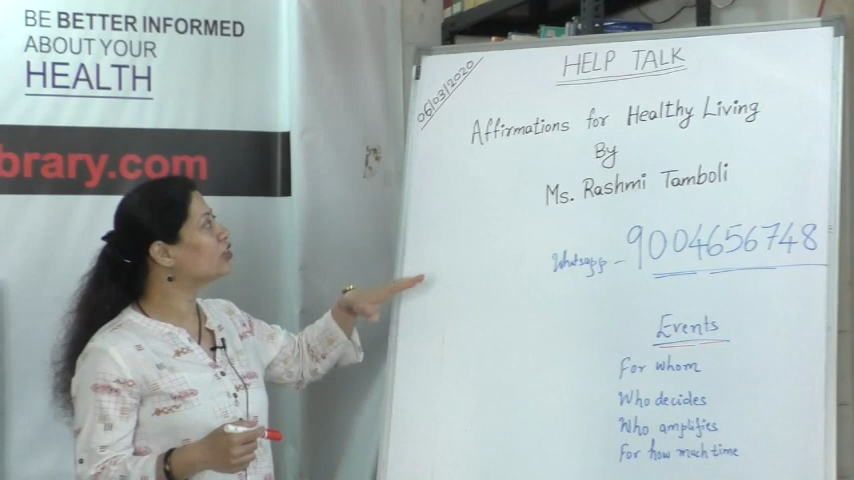 BE BETTER INFORMED
ABOUT YOUR
HEALTH
brary.com
06/03/2020
HELP TALK
Affirmations for Healthy Living
By
Ms. Rashmi Tamboli
Whatsapp - 9004656748
Events
For whom
Who decides
Who amplifies
For how much time